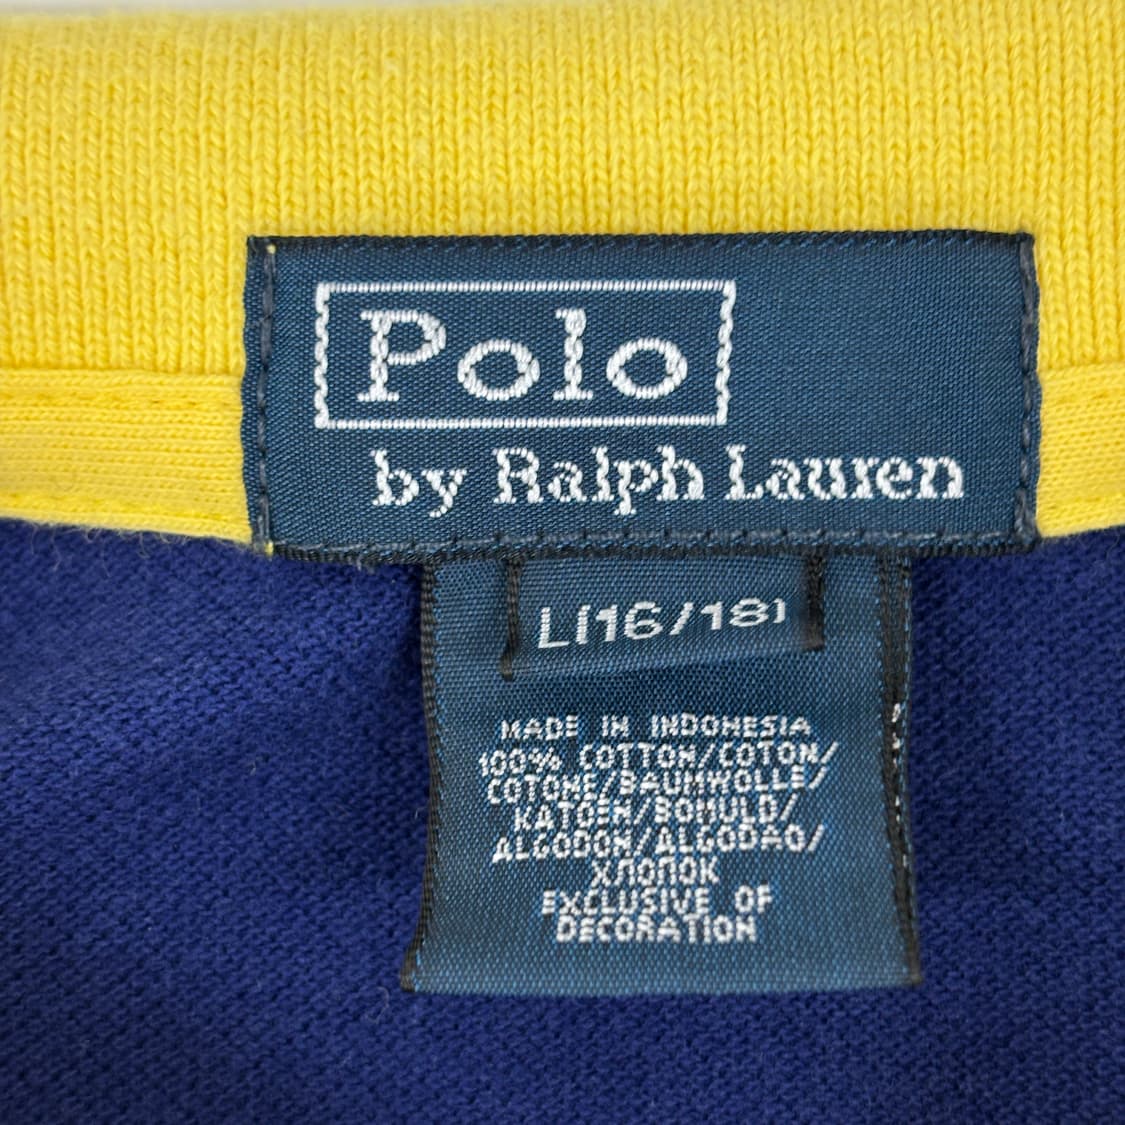 Polo
by Ralph Lauren
L(16/18)
MADE IN INDONESIA
100% COTTON/COTON/
COTONE/BAUMWOLLE/
KATOEN/BOMULD/
ALGODON/ALGODAO/
ХЛОПОК
EXCLUSIVE OF
DECORATION